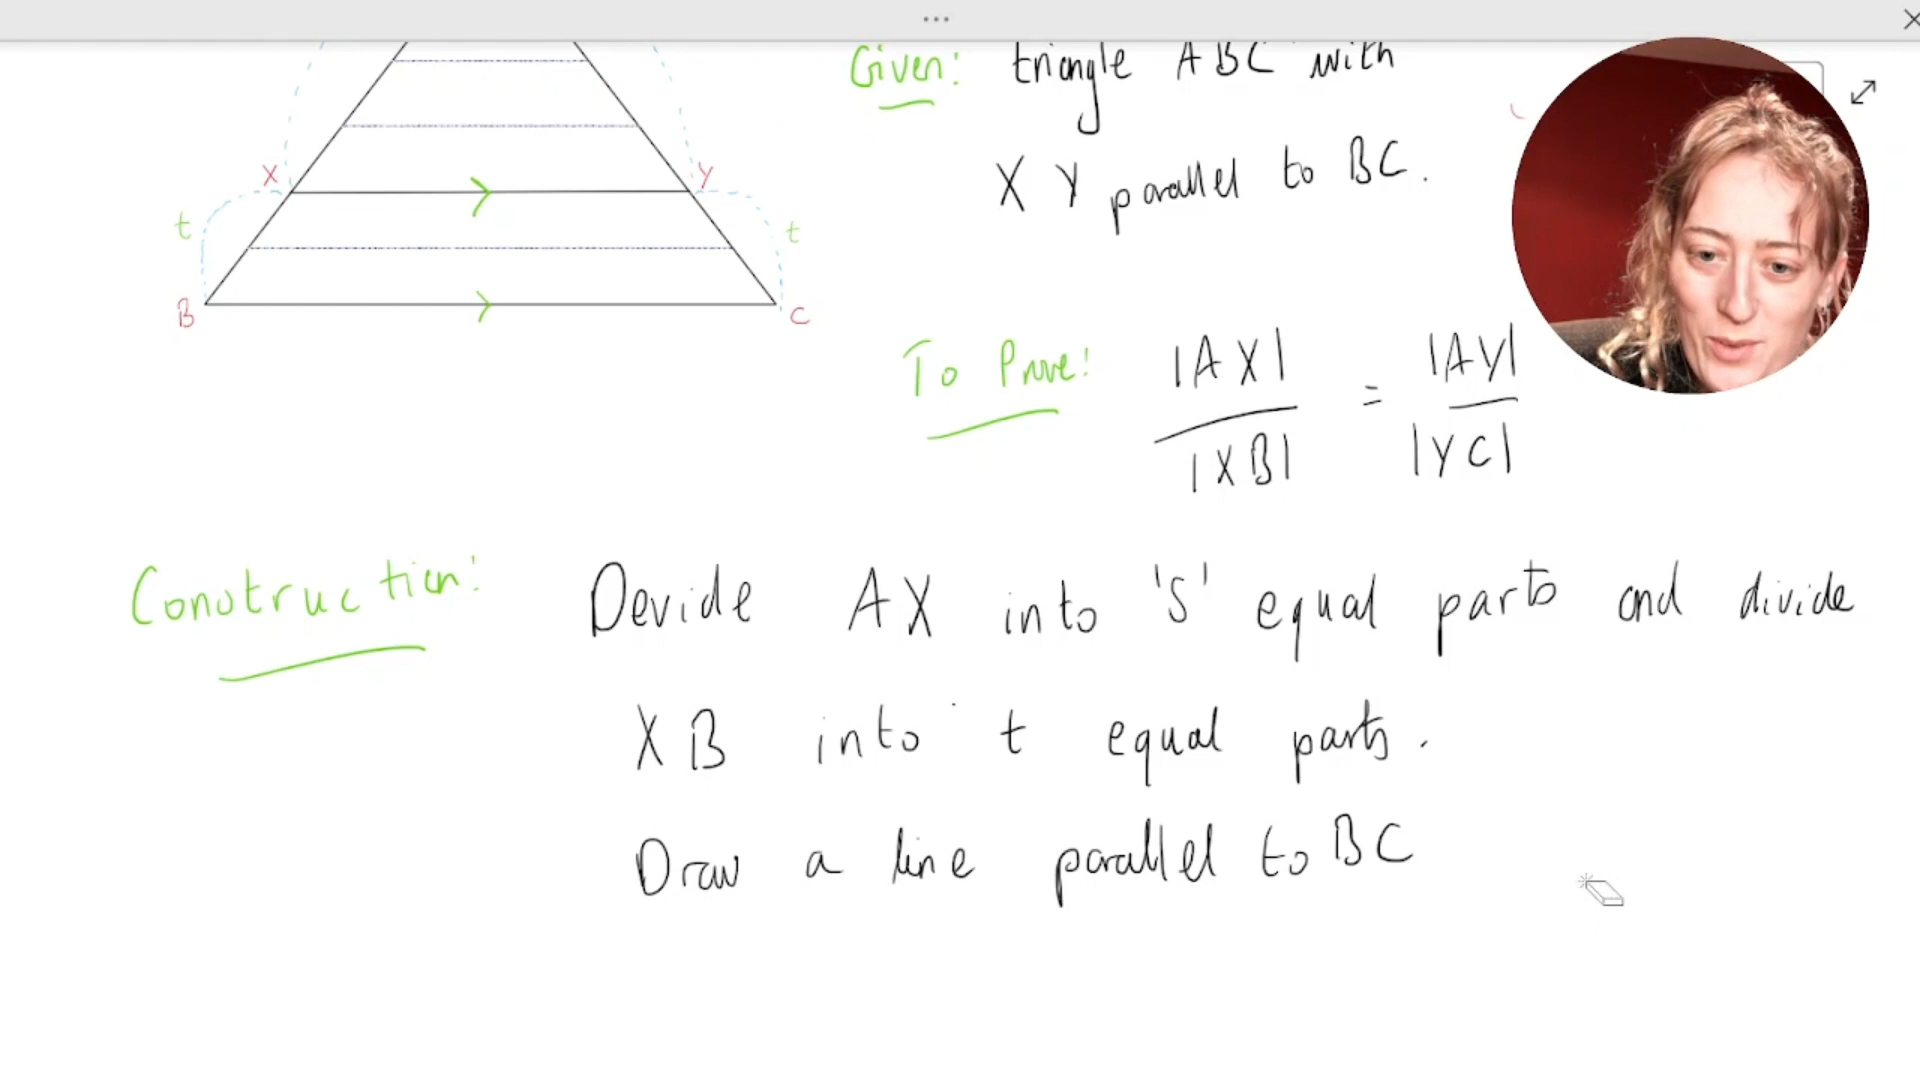 Given: triangle ABC with
X Y parallel to BC.
X
Y
t
t
B
C
To Prove: |AX| = |AY|
|XB| |YC|
Construction: Devide AX into 's' equal parts and divide
XB into t equal parts.
Draw a line parallel to BC